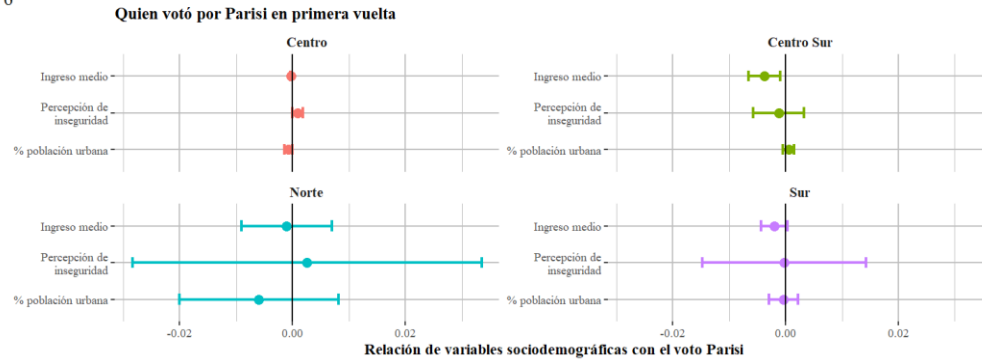 Quien votó por Parisi en primera vuelta
Centro
Centro Sur
Ingreso medio
Percepción de
inseguridad
% población urbana
Ingreso medio
Percepción de
inseguridad
% población urbana
Norte
Sur
Ingreso medio
Percepción de
inseguridad
% población urbana
Ingreso medio
Percepción de
inseguridad
% población urbana
-0.02 0.00 0.02
-0.02 0.00 0.02
Relación de variables sociodemográficas con el voto Parisi